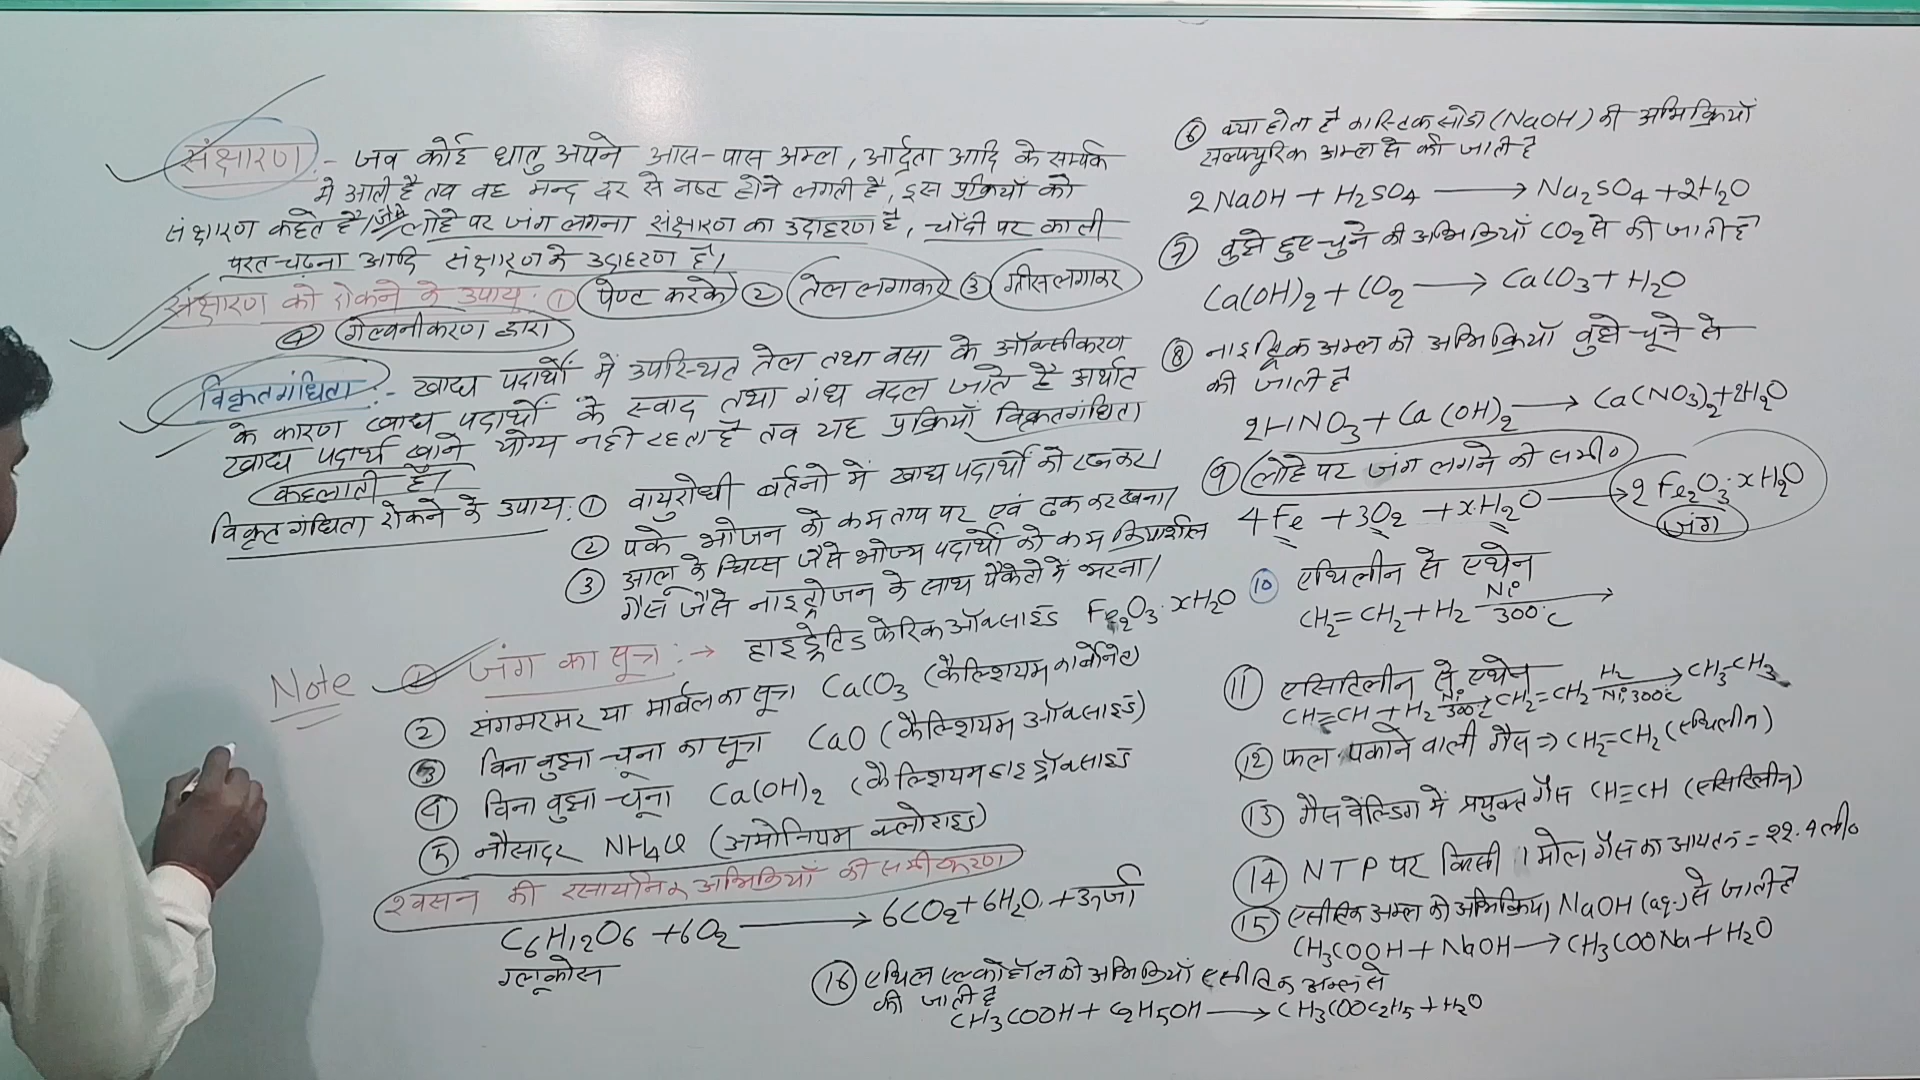 संक्षारण :- जब कोई धातु अपने आस-पास अम्ल, आर्द्रता आदि के सम्पर्क
में आती है तब वह मन्द दर से नष्ट होने लगती है, इस प्रक्रियाँ को
संक्षारण कहते हैं। जैसे लोहे पर जंग लगना संक्षारण का उदाहरण है, चाँदी पर काली
परत चढ़ना आदि संक्षारण के उदाहरण हैं।
संक्षारण को रोकने के उपाय: ① पेण्ट करके ② तेल लगाकर ③ ग्रीस लगाकर
④ गेल्वनीकरण द्वारा
विकृतगंधिता :- खाद्य पदार्थों में उपस्थित तेल तथा वसा के ऑक्सीकरण
के कारण खाद्य पदार्थों के स्वाद तथा गंध बदल जाते हैं अर्थात
खाद्य पदार्थ खाने योग्य नही रहता है तब यह प्रक्रियाँ विकृतगंधिता
कहलाती है।
विकृतगंधिता रोकने के उपाय: ① वायुरोधी बर्तनो में खाद्य पदार्थों को रखकर।
② पके भोजन को कम ताप पर एवं ढक कर रखना।
③ आलू के चिप्स जैसे भोज्य पदार्थों को कम क्रियाशील
गैस जैसे नाइट्रोजन के साथ पैकेटो में भरना।
Note ① जंग का सूत्र :→ हाइड्रेटिड फेरिक ऑक्साइड Fe₂O₃·xH₂O
② संगमरमर या मार्बल का सूत्र CaCO₃ (कैल्शियम कार्बोनेट)
③ बिना बुझा चूना का सूत्र CaO (कैल्शियम ऑक्साइड)
④ बिना बुझा चूना Ca(OH)₂ (कैल्शियम हाइड्रॉक्साइड
⑤ नौसादर NH₄Cl (अमोनियम क्लोराइड)
श्वसन की रसायनिक अभिक्रियाँ की समीकरण
C₆H₁₂O₆ + 6O₂ ⟶ 6CO₂ + 6H₂O + ऊर्जा
ग्लूकोस
⑥ क्या होता है कास्टिक सोडा (NaOH) की अभिक्रियाँ
सल्फ्यूरिक अम्ल से की जाती है
2NaOH + H₂SO₄ ⟶ Na₂SO₄ + 2H₂O
⑦ बुझे हुए चुने की अभिक्रियाँ CO₂ से की जाती है
Ca(OH)₂ + CO₂ ⟶ CaCO₃ + H₂O
⑧ नाइट्रिक अम्ल की अभिक्रियाँ बुझे चूने से
की जाती है
2HNO₃ + Ca(OH)₂ ⟶ Ca(NO₃)₂ + 2H₂O
⑨ लोहे पर जंग लगने की समी०
4Fe + 3O₂ + xH₂O ⟶ 2Fe₂O₃·xH₂O
जंग
⑩ एथिलीन से एथेन
CH₂=CH₂ + H₂ Ni 300°C ⟶
⑪ एसिटिलीन से एथेन
CH≡CH + H₂ Ni 300°C ⟶ CH₂=CH₂ H₂ Ni, 300°C ⟶ CH₃CH₃
⑫ फल पकाने वाली गैस ⇒ CH₂=CH₂ (एथिलीन)
⑬ गैस वेल्डिंग में प्रयुक्त गैस CH≡CH (एसिटिलीन)
⑭ NTP पर किसी 1 मोल गैस का आयतन = 22.4 ली०
⑮ एसीटिक अम्ल की अभिक्रिया NaOH (aq.) से जाती है
CH₃COOH + NaOH ⟶ CH₃COONa + H₂O
⑯ एथिल एल्कोहॉल की अभिक्रियाँ एसीटिक अम्ल से
की जाती है
CH₃COOH + C₂H₅OH ⟶ CH₃COOC₂H₅ + H₂O